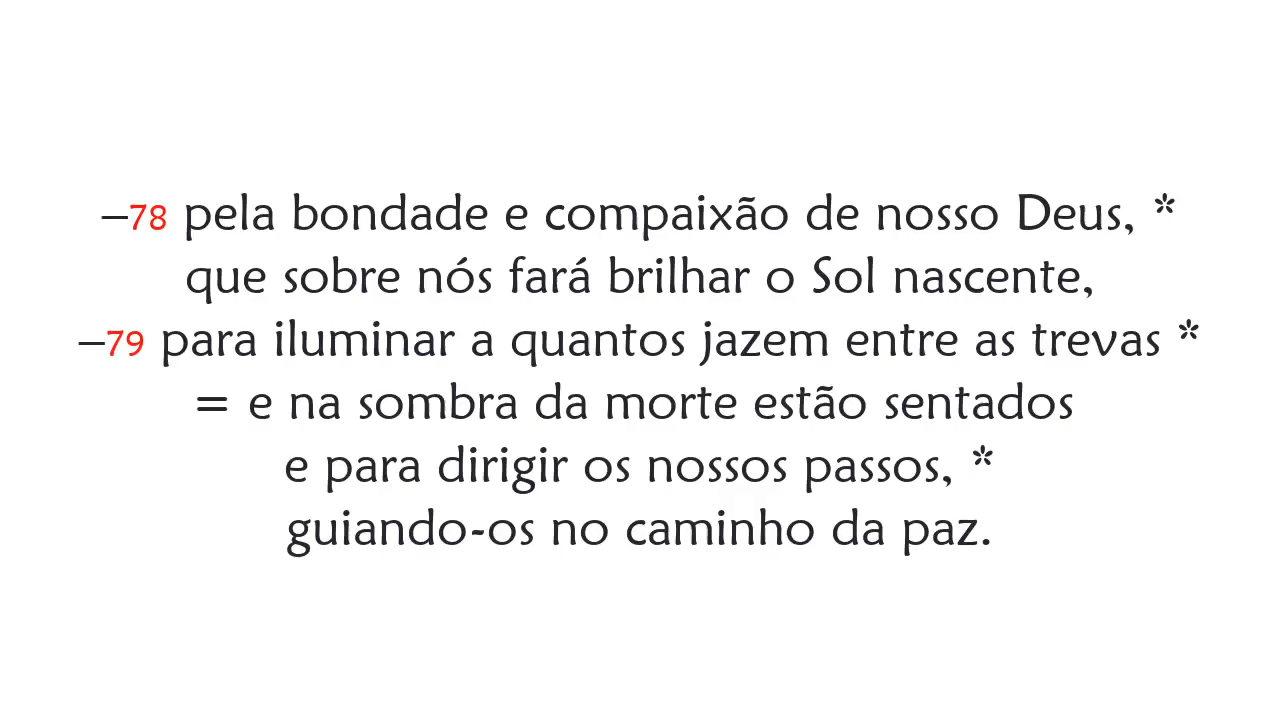 –78 pela bondade e compaixão de nosso Deus, *
que sobre nós fará brilhar o Sol nascente,
–79 para iluminar a quantos jazem entre as trevas *
= e na sombra da morte estão sentados
e para dirigir os nossos passos, *
guiando-os no caminho da paz.